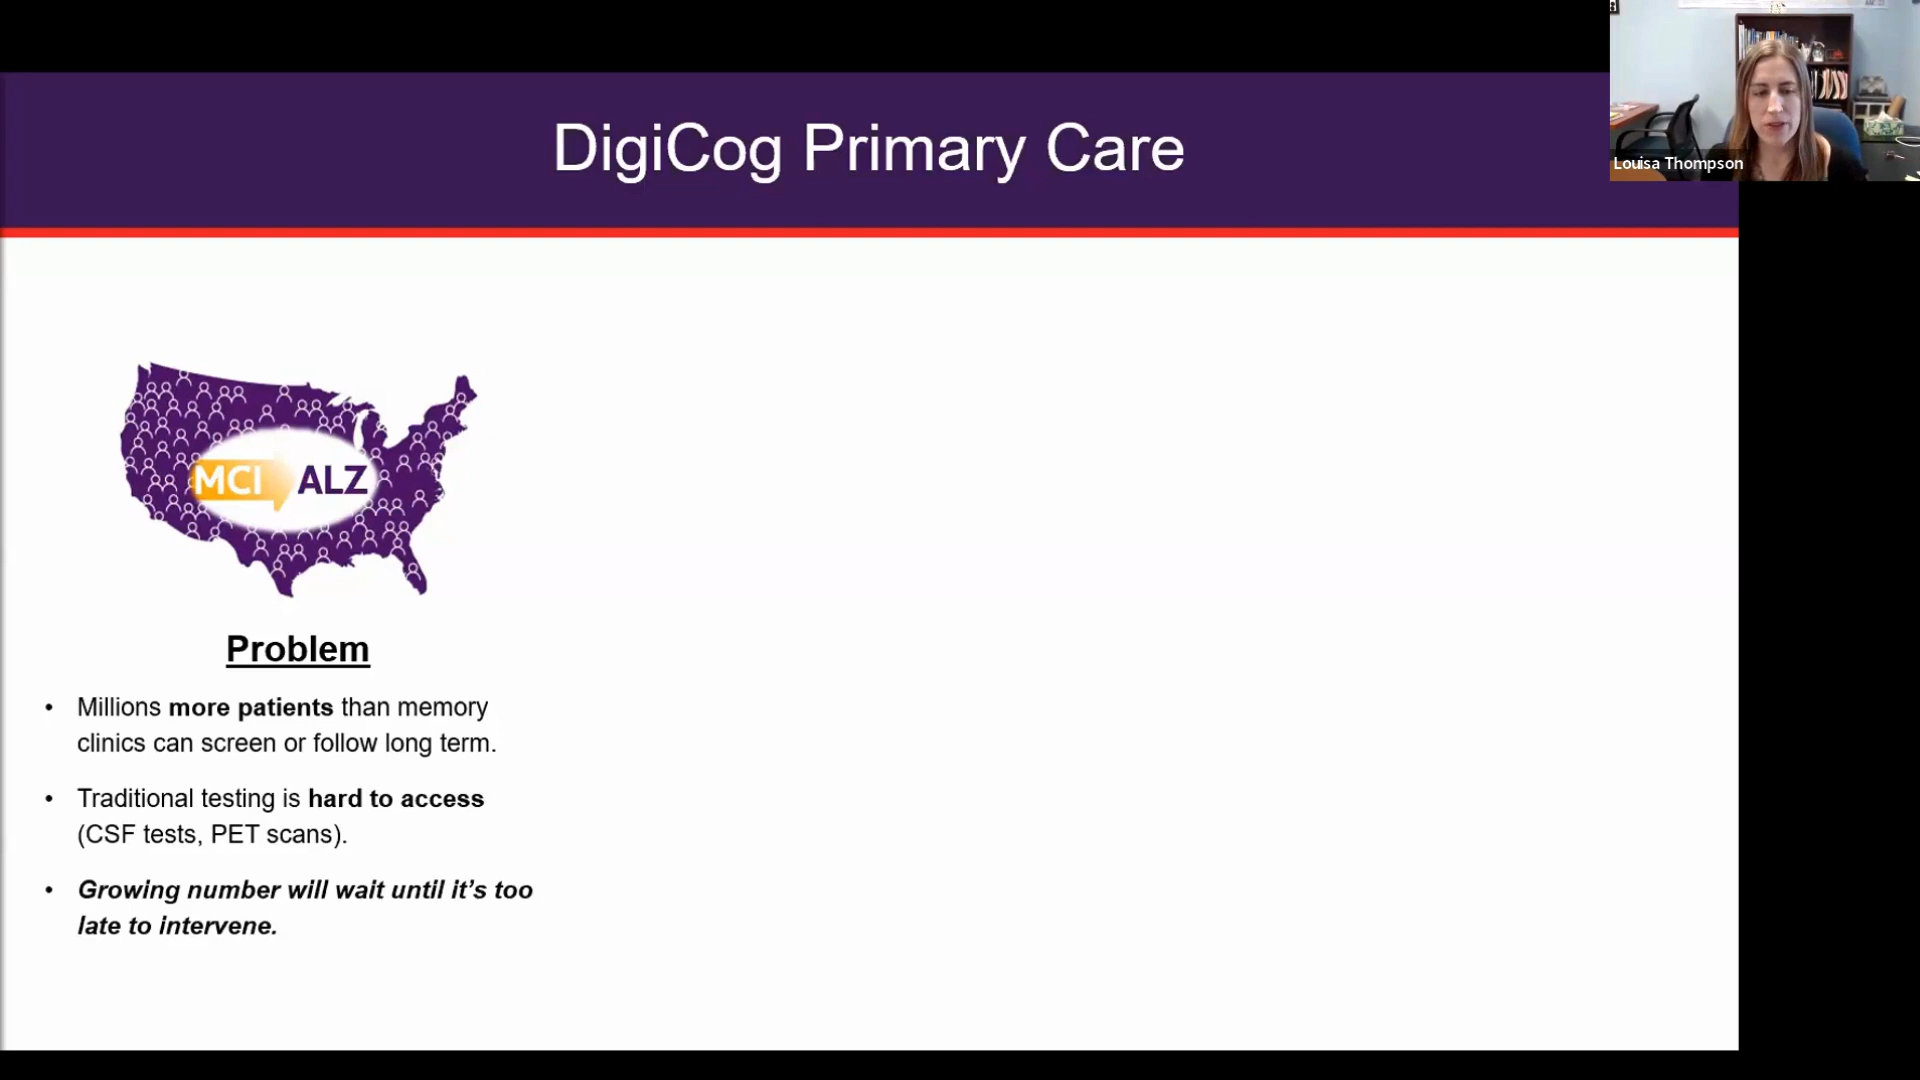 DigiCog Primary Care
Louisa Thompson
MCI ALZ
Problem
• Millions more patients than memory
clinics can screen or follow long term.
• Traditional testing is hard to access
(CSF tests, PET scans).
• Growing number will wait until it’s too
late to intervene.